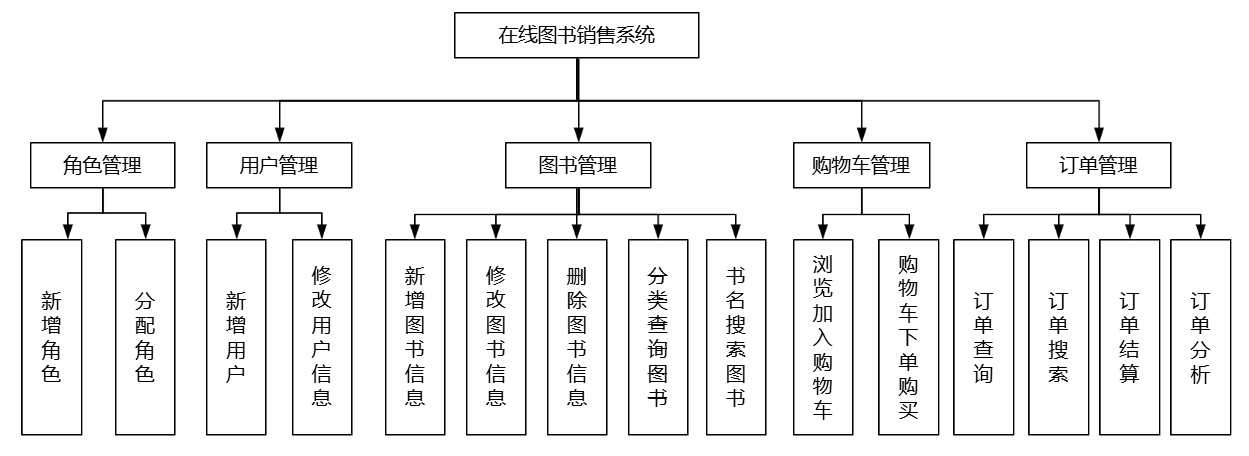 在线图书销售系统
角色管理
用户管理
图书管理
购物车管理
订单管理
新增角色
分配角色
新增用户
修改用户信息
新增图书信息
修改图书信息
删除图书信息
分类查询图书
书名搜索图书
浏览加入购物车
购物车下单购买
订单查询
订单搜索
订单结算
订单分析